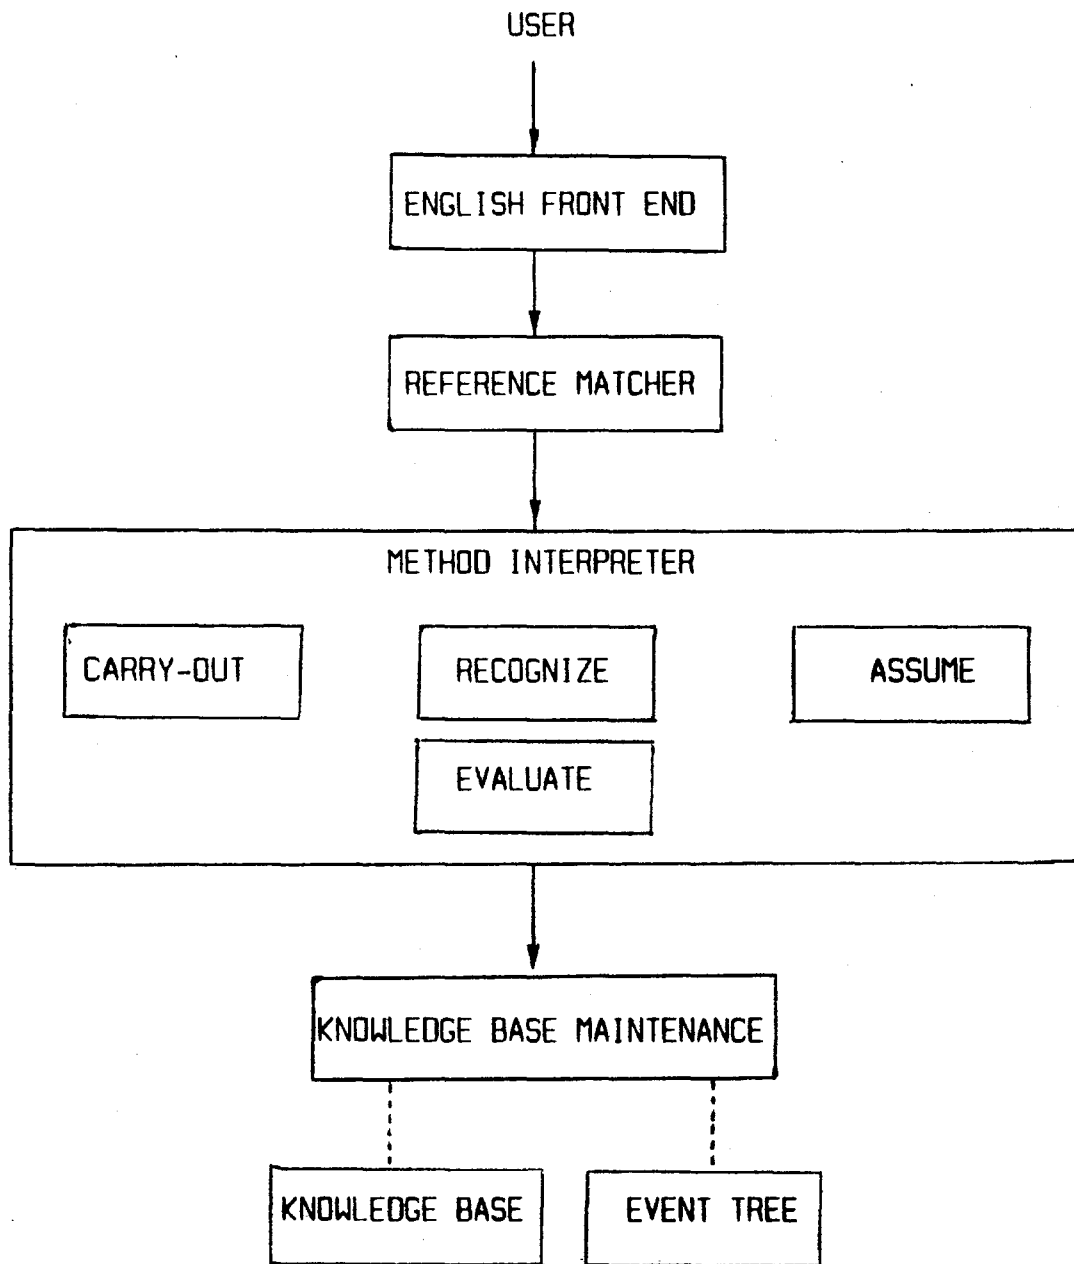 USER
ENGLISH FRONT END
REFERENCE MATCHER
METHOD INTERPRETER
CARRY-OUT
RECOGNIZE
ASSUME
EVALUATE
KNOWLEDGE BASE MAINTENANCE
KNOWLEDGE BASE
EVENT TREE